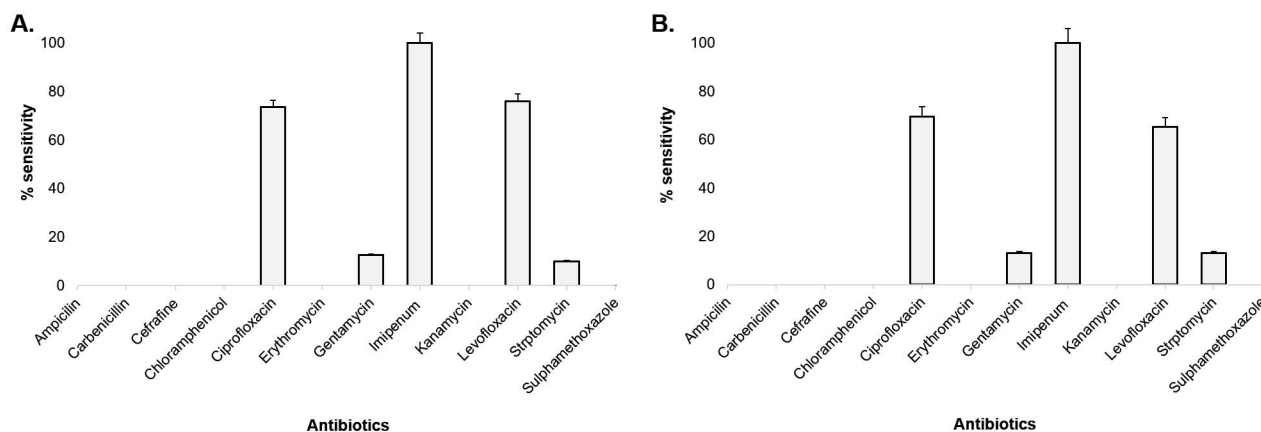 A.
% sensitivity
100
80
60
40
20
0
Ampicilin
Carbenicillin
Cefrafine
Chloramphenicol
Ciprofloxacin
Erythromycin
Gentamycin
Imipenum
Kanamycin
Levofloxacin
Strptomycin
Sulphamethoxazole
Antibiotics
B.
% sensitivity
100
80
60
40
20
0
Ampicilin
Carbenicillin
Cefrafine
Chloramphenicol
Ciprofloxacin
Erythromycin
Gentamycin
Imipenum
Kanamycin
Levofloxacin
Strptomycin
Sulphamethoxazole
Antibiotics